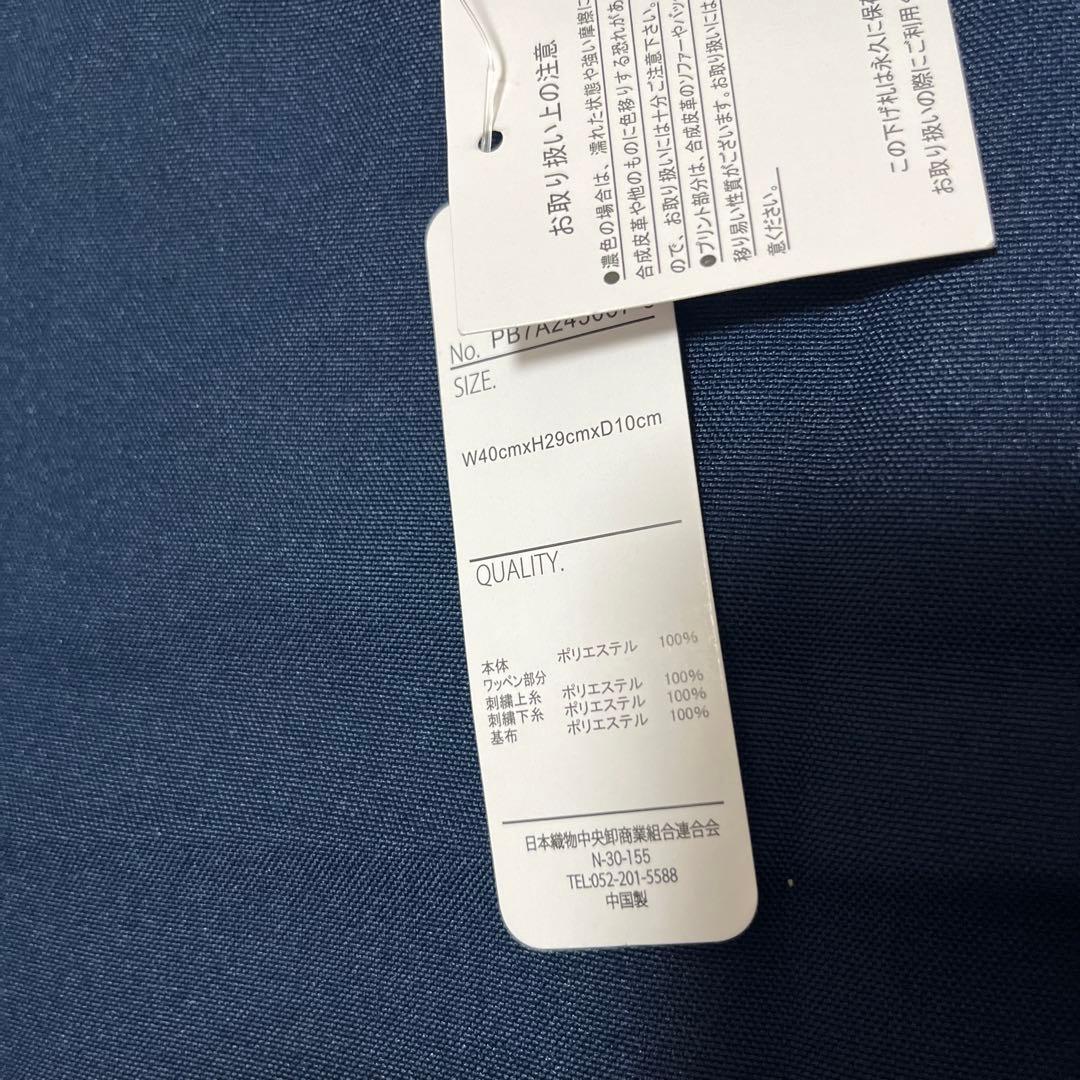 お取り扱い上の注意
●濃色の場合は、濡れた状態や強い摩擦に
合成皮革や他のものに色移りする恐れがあ
ので、お取り扱いには十分ご注意下さい。
●プリント部分は、合成皮革のソファーやバッ
移り易い性質がございます。お取り扱いには
意ください。
この下げ札は永久に保
お取り扱いの際にご利用
No.
SIZE.
W40cmxH29cmxD10cm
QUALITY.
本体 ポリエステル 100%
ワッペン部分
刺繍上糸 ポリエステル 100%
刺繍下糸 ポリエステル 100%
基布 ポリエステル 100%
日本織物中央卸商業組合連合会
N-30-155
TEL:052-201-5588
中国製